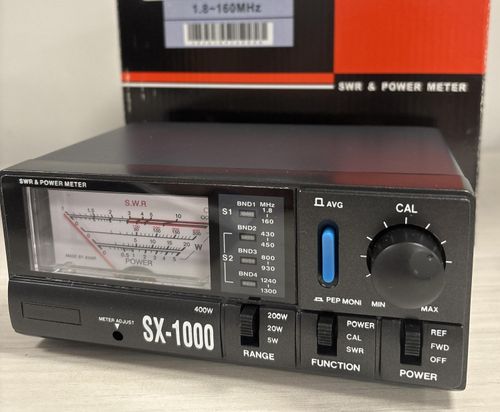 1.8~160MHz
SWR & POWER METER
SWR & POWER METER
S.W.R
W
POWER
BND1
MHz
S1
1.8
160
BND2
430
450
S2
BND3
800
930
BND4
1240
1300
AVG
PEP MONI
CAL
MIN
MAX
400W
METER ADJUST
SX-1000
200W
20W
5W
RANGE
POWER
CAL
SWR
FUNCTION
REF
FWD
OFF
POWER